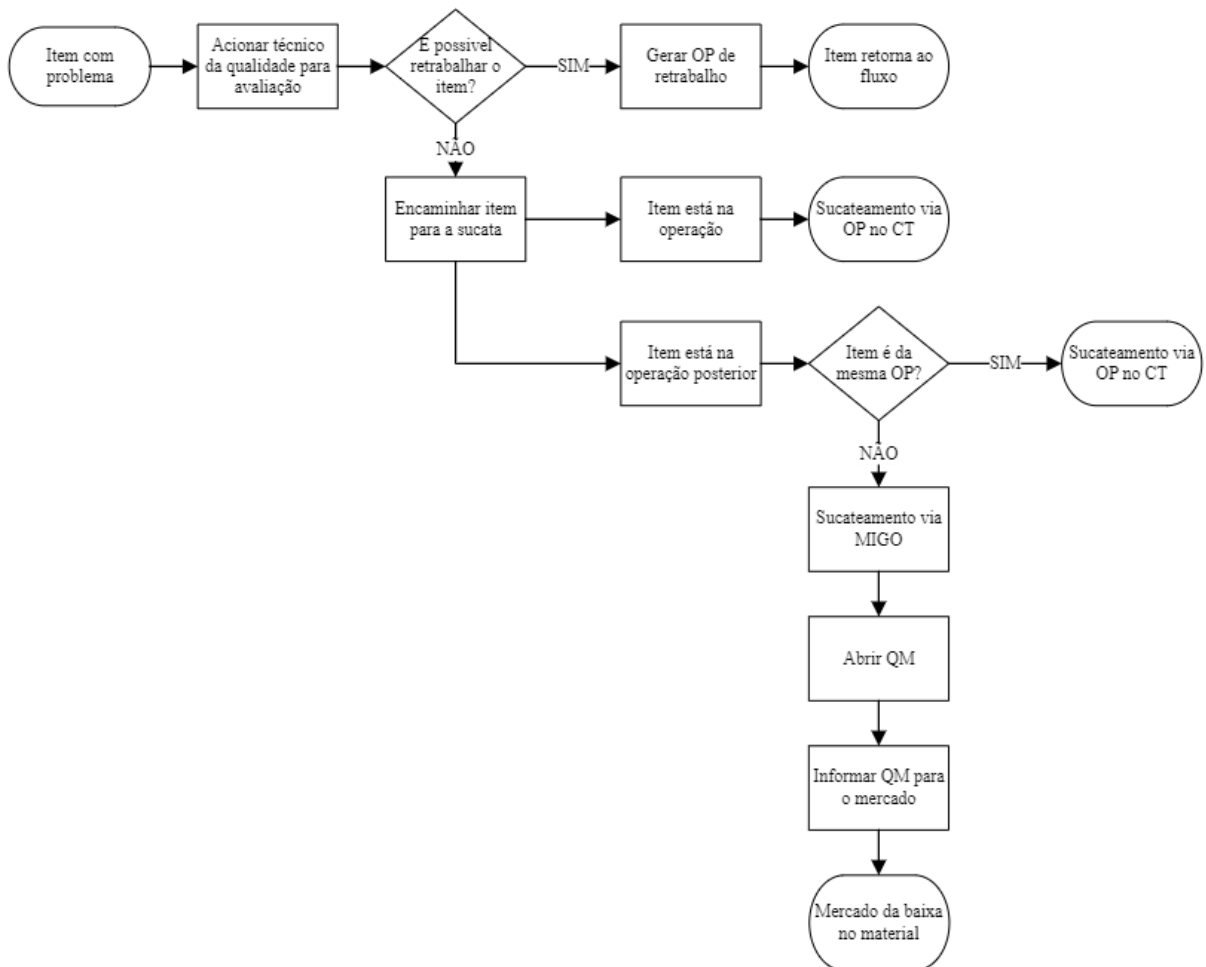 Item com
problema
Acionar técnico
da qualidade para
avaliação
É possivel
retrabalhar o
item?
SIM
Gerar OP de
retrabalho
Item retorna ao
fluxo
NÃO
Encaminhar item
para a sucata
Item está na
operação
Sucateamento via
OP no CT
Item está na
operação posterior
Item é da
mesma OP?
SIM
Sucateamento via
OP no CT
NÃO
Sucateamento via
MIGO
Abrir QM
Informar QM para
o mercado
Mercado da baixa
no material